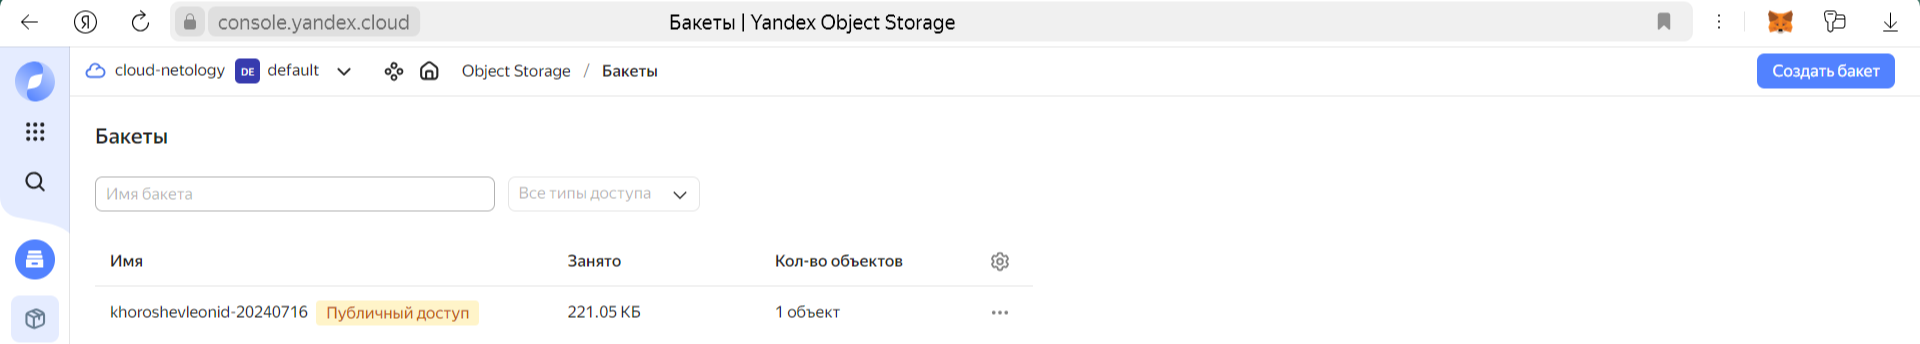 console.yandex.cloud Бакеты | Yandex Object Storage
cloud-netology DE default Object Storage / Бакеты Создать бакет
Бакеты
Имя бакета Все типы доступа
Имя Занято Кол-во объектов
khoroshevleonid-20240716 Публичный доступ 221.05 КБ 1 объект